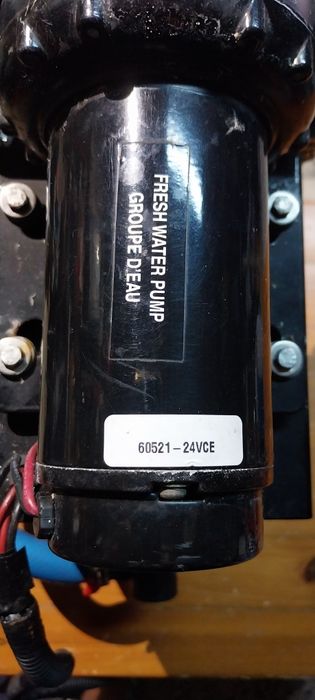 FRESH WATER PUMP
GROUPE D'EAU
60521-24VCE